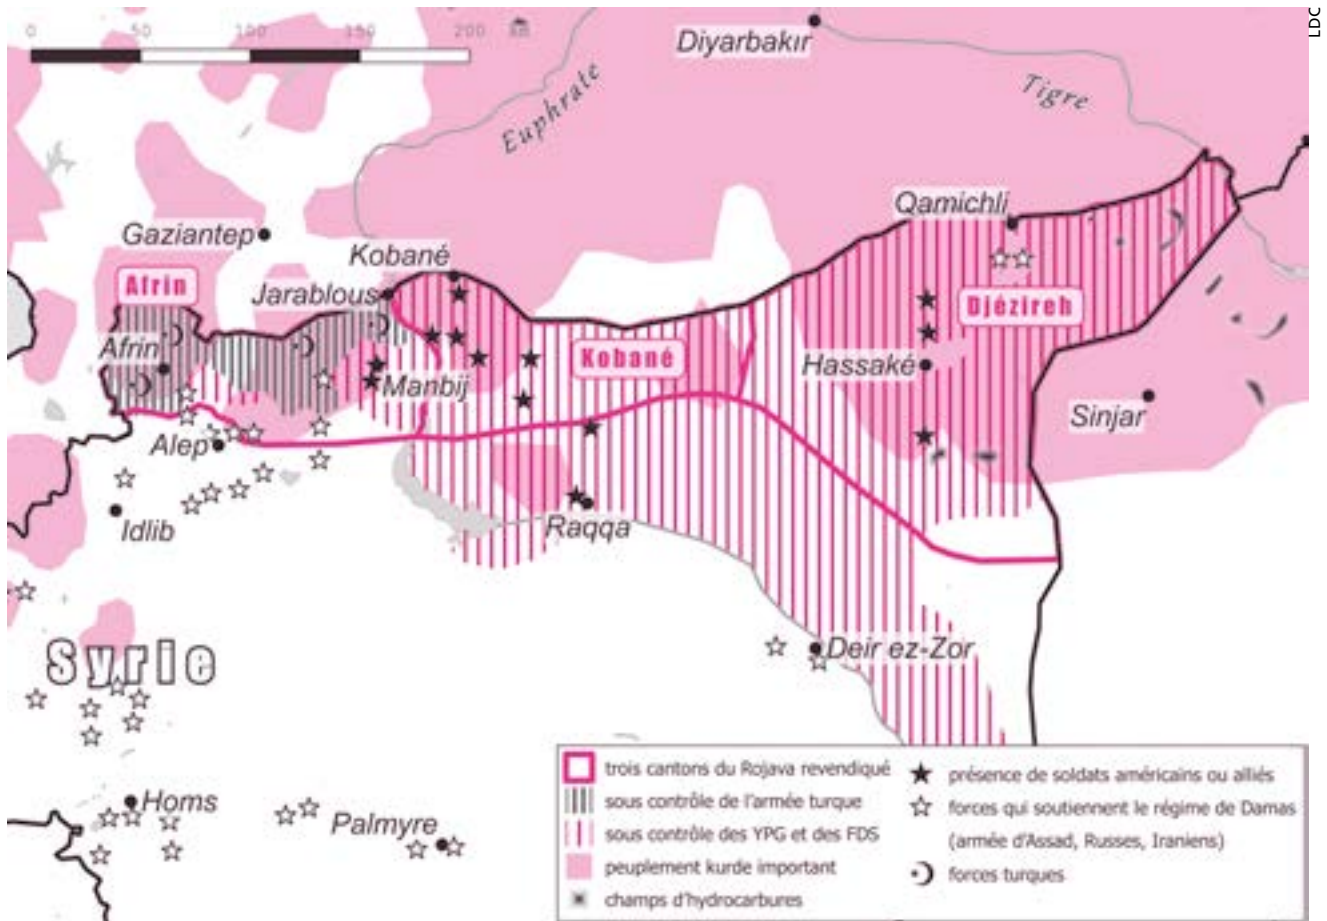 LDC
0 50 100 150 200 km
Diyarbakır
Tigre
Euphrate
Qamichli
Gaziantep
Kobané
Afrin
Jarablous
Djézireh
Afrin
Kobané
Hassaké
Manbij
Sinjar
Alep
Idlib
Raqqa
Syrie
Deir ez-Zor
Homs
Palmyre
trois cantons du Rojava revendiqué
sous contrôle de l'armée turque
sous contrôle des YPG et des FDS
peuplement kurde important
champs d'hydrocarbures
présence de soldats américains ou alliés
forces qui soutiennent le régime de Damas
(armée d'Assad, Russes, Iraniens)
forces turques